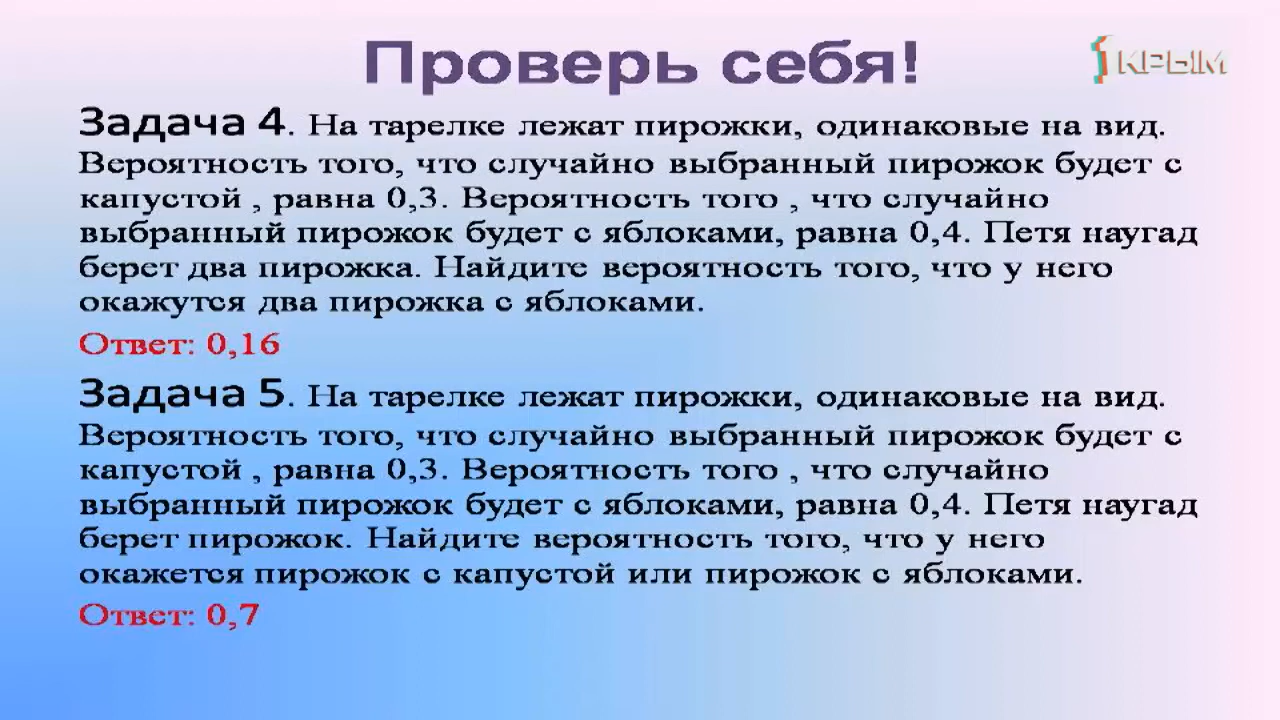 Проверь себя!
1КРЫМ
Задача 4. На тарелке лежат пирожки, одинаковые на вид.
Вероятность того, что случайно выбранный пирожок будет с
капустой , равна 0,3. Вероятность того , что случайно
выбранный пирожок будет с яблоками, равна 0,4. Петя наугад
берет два пирожка. Найдите вероятность того, что у него
окажутся два пирожка с яблоками.
Ответ: 0,16
Задача 5. На тарелке лежат пирожки, одинаковые на вид.
Вероятность того, что случайно выбранный пирожок будет с
капустой , равна 0,3. Вероятность того , что случайно
выбранный пирожок будет с яблоками, равна 0,4. Петя наугад
берет пирожок. Найдите вероятность того, что у него
окажется пирожок с капустой или пирожок с яблоками.
Ответ: 0,7